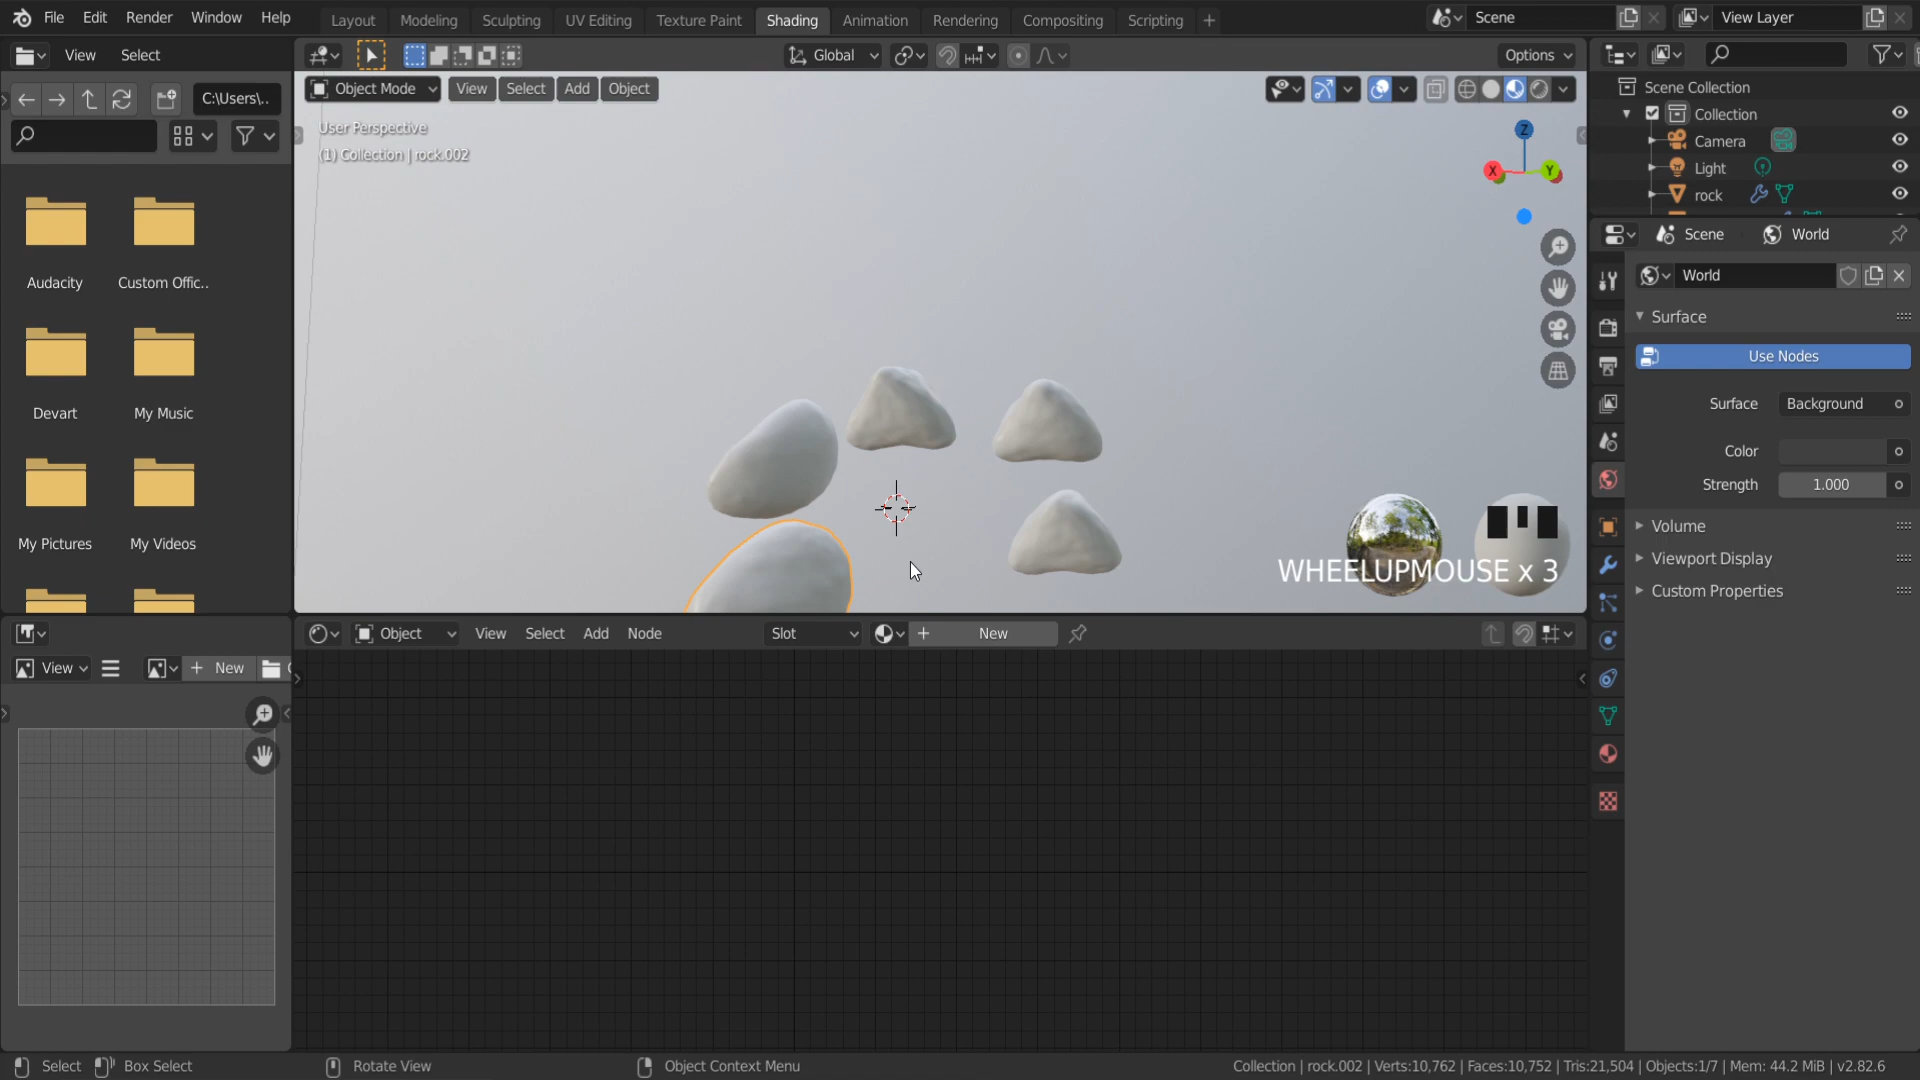 File Edit Render Window Help Layout Modeling Sculpting UV Editing Texture Paint Shading Animation Rendering Compositing Scripting + Scene View Layer
View Select Global Options
C:\Users\.. Object Mode View Select Add Object Scene Collection
User Perspective
(1) Collection | rock.002
Collection
Camera
Light
rock
Z
X Y
Scene World
World
Surface
Use Nodes
Surface Background
Color
Strength 1.000
Volume
Viewport Display
Custom Properties
Audacity Custom Offic..
Devart My Music
My Pictures My Videos
WHEELUPMOUSE x 3
Object View Select Add Node Slot + New
View + New
Select Box Select Rotate View Object Context Menu Collection | rock.002 | Verts:10,762 | Faces:10,752 | Tris:21,504 | Objects:1/7 | Mem: 44.2 MiB | v2.82.6